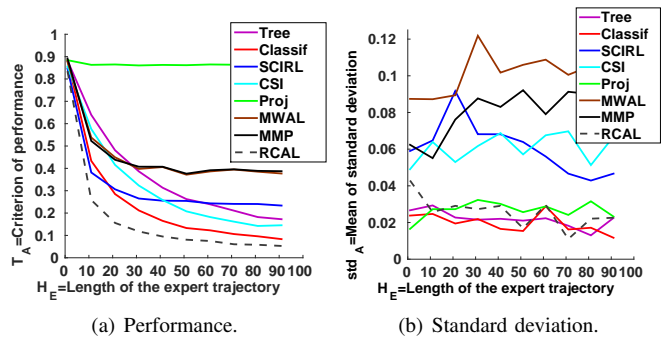 1
0.9
0.8
0.7
0.6
0.5
0.4
0.3
0.2
0.1
0
T_A=Criterion of performance
0 10 20 30 40 50 60 70 80 90 100
H_E=Length of the expert trajectory
Tree
Classif
SCIRL
CSI
Proj
MWAL
MMP
RCAL
(a) Performance.
0.12
0.1
0.08
0.06
0.04
0.02
0
std_A=Mean of standard deviation
0 10 20 30 40 50 60 70 80 90 100
H_E=Length of the expert trajectory
Tree
Classif
SCIRL
CSI
Proj
MWAL
MMP
RCAL
(b) Standard deviation.